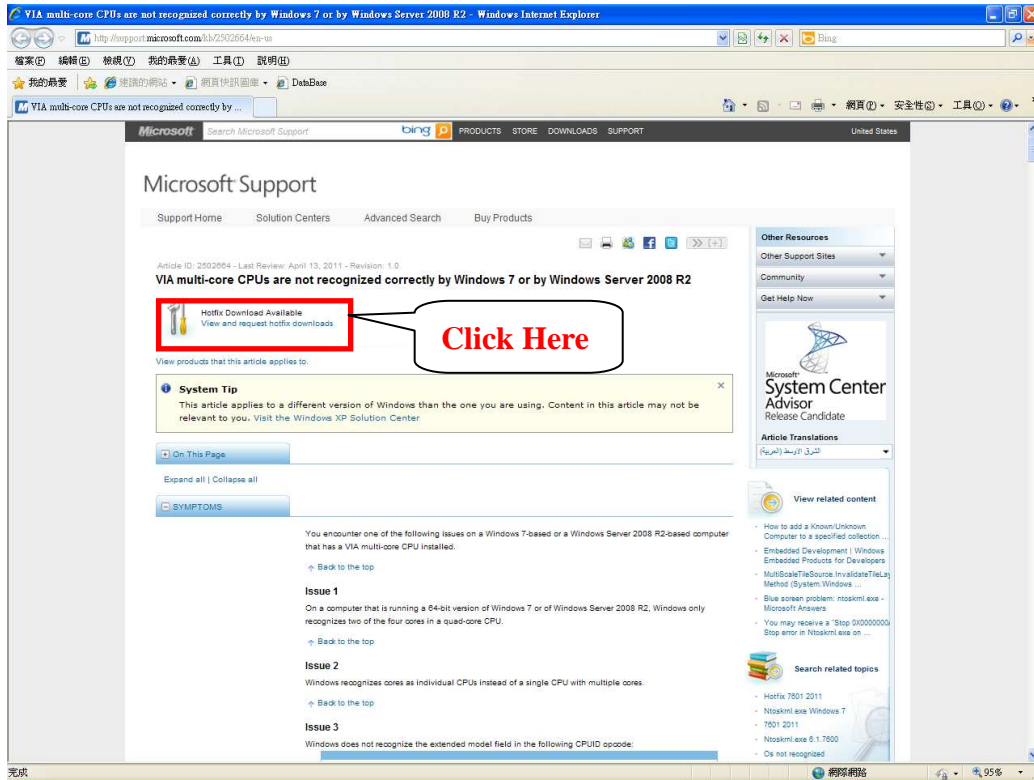 VIA multi-core CPUs are not recognized correctly by Windows 7 or by Windows Server 2008 R2 - Windows Internet Explorer
http://support.microsoft.com/kb/2502664/en-us
Bing
檔案(F) 編輯(E) 檢視(V) 我的最愛(A) 工具(T) 說明(H)
我的最愛 建議的網站 網頁快訊圖庫 DataBase
VIA multi-core CPUs are not recognized correctly by ...
網頁(P) 安全性(S) 工具(O)
Microsoft Search Microsoft Support bing PRODUCTS STORE DOWNLOADS SUPPORT United States
Microsoft Support
Support Home Solution Centers Advanced Search Buy Products
Article ID: 2502664 - Last Review: April 13, 2011 - Revision: 1.0
VIA multi-core CPUs are not recognized correctly by Windows 7 or by Windows Server 2008 R2
Hotfix Download Available
View and request hotfix downloads
Click Here
View products that this article applies to.
System Tip
This article applies to a different version of Windows than the one you are using. Content in this article may not be
relevant to you. Visit the Windows XP Solution Center
On This Page
Expand all | Collapse all
SYMPTOMS
You encounter one of the following issues on a Windows 7-based or a Windows Server 2008 R2-based computer
that has a VIA multi-core CPU installed.
Back to the top
Issue 1
On a computer that is running a 64-bit version of Windows 7 or of Windows Server 2008 R2, Windows only
recognizes two of the four cores in a quad-core CPU.
Back to the top
Issue 2
Windows recognizes cores as individual CPUs instead of a single CPU with multiple cores.
Back to the top
Issue 3
Windows does not recognize the extended model field in the following CPUID opcode:
Other Resources
Other Support Sites
Community
Get Help Now
Microsoft
System Center
Advisor
Release Candidate
Article Translations
الشرق الاوسط (العربية)
View related content
How to add a Known/Unknown
Computer to a specified collection ...
Embedded Development | Windows
Embedded Products for Developers
MultiScaleTileSource.InvalidateTileLay
Method (System.Windows ...
Blue screen problem: ntoskrnl.exe -
Microsoft Answers
You may receive a "Stop 0X0000000A
Stop error in Ntoskrnl.exe on ...
Search related topics
Hotfix 7601 2011
Ntoskrnl.exe Windows 7
7601 2011
Ntoskrnl.exe 6.1.7600
Os not recognized
完成
網際網路
95%